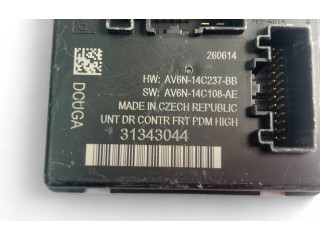 260614
HW: AV6N-14C237-BB
SW: AV6N-14C108-AE
MADE IN CZECH REPUBLIC
UNT DR CONTR FRT PDM HIGH
31343044